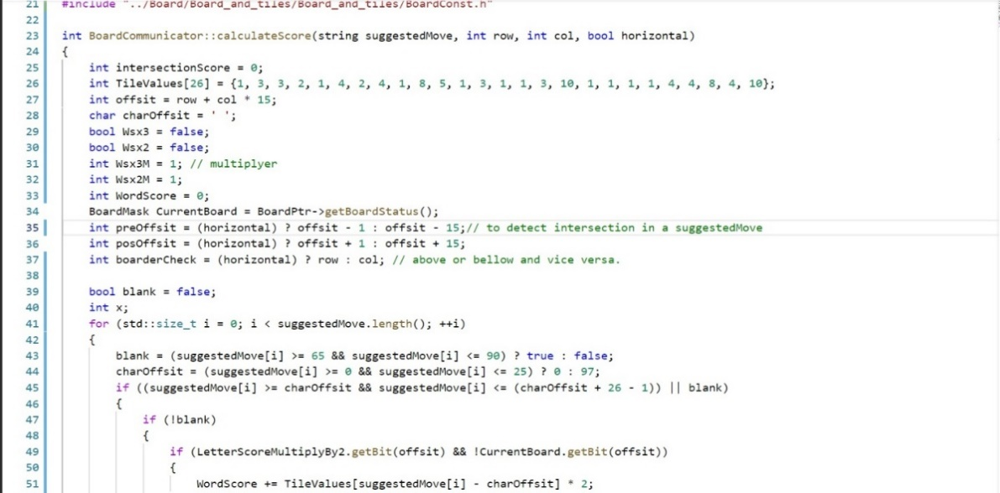 21 #include "../Board/Board_and_tiles/Board_and_tiles/BoardConst.h"
22
23 int BoardCommunicator::calculateScore(string suggestedMove, int row, int col, bool horizontal)
24 {
25 int intersectionScore = 0;
26 int TileValues[26] = {1, 3, 3, 2, 1, 4, 2, 4, 1, 8, 5, 1, 3, 1, 1, 3, 10, 1, 1, 1, 1, 4, 4, 8, 4, 10};
27 int offsit = row + col * 15;
28 char charOffsit = ' ';
29 bool Wsx3 = false;
30 bool Wsx2 = false;
31 int Wsx3M = 1; // multiplyer
32 int Wsx2M = 1;
33 int WordScore = 0;
34 BoardMask CurrentBoard = BoardPtr->getBoardStatus();
35 int preOffsit = (horizontal) ? offsit - 1 : offsit - 15;// to detect intersection in a suggestedMove
36 int posOffsit = (horizontal) ? offsit + 1 : offsit + 15;
37 int boarderCheck = (horizontal) ? row : col; // above or bellow and vice versa.
38
39 bool blank = false;
40 int x;
41 for (std::size_t i = 0; i < suggestedMove.length(); ++i)
42 {
43 blank = (suggestedMove[i] >= 65 && suggestedMove[i] <= 90) ? true : false;
44 charOffsit = (suggestedMove[i] >= 0 && suggestedMove[i] <= 25) ? 0 : 97;
45 if ((suggestedMove[i] >= charOffsit && suggestedMove[i] <= (charOffsit + 26 - 1)) || blank)
46 {
47 if (!blank)
48 {
49 if (LetterScoreMultiplyBy2.getBit(offsit) && !CurrentBoard.getBit(offsit))
50 {
51 WordScore += TileValues[suggestedMove[i] - charOffsit] * 2;